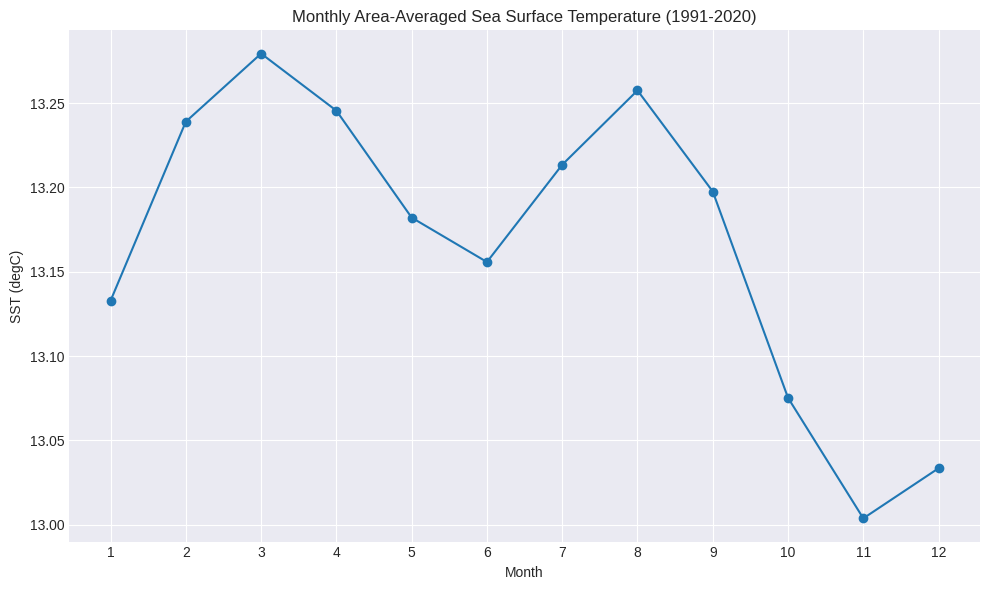 Monthly Area-Averaged Sea Surface Temperature (1991-2020)
SST (degC)
13.25
13.20
13.15
13.10
13.05
13.00
1 2 3 4 5 6 7 8 9 10 11 12
Month